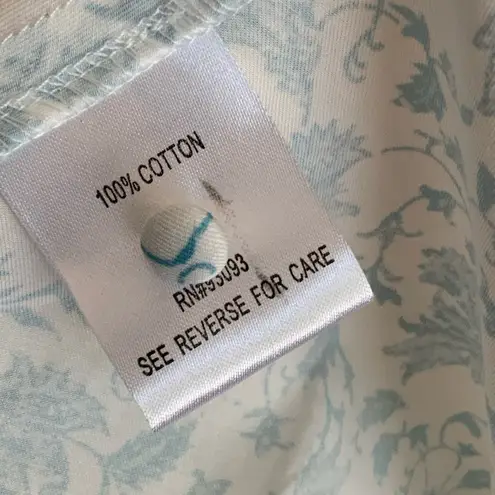 100% COTTON
RN#93093
SEE REVERSE FOR CARE